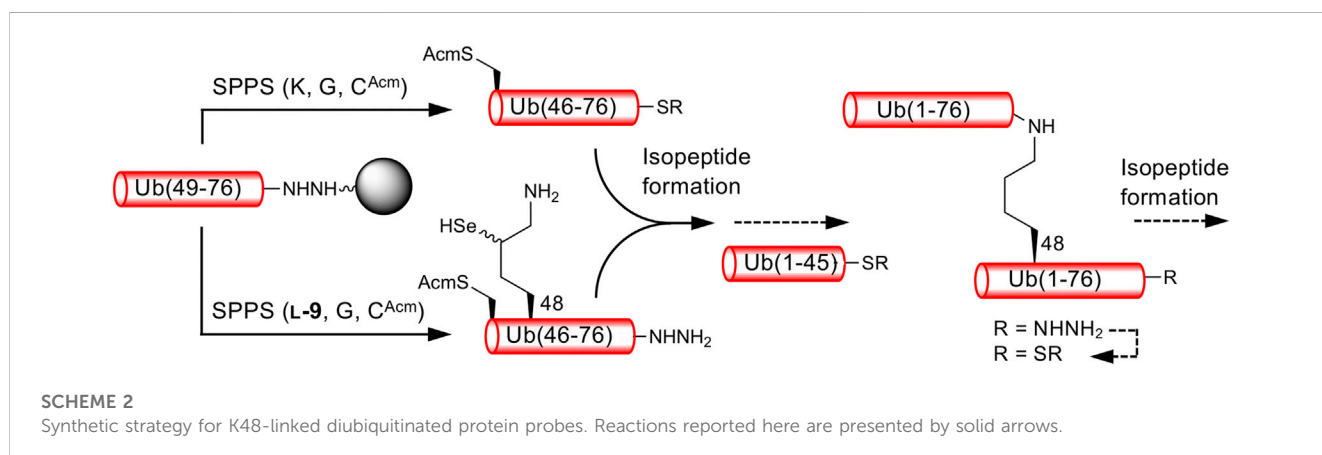 AcmS
SPPS (K, G, C^Acm)
Ub(46-76)
SR
Ub(49-76)
NHNH
NH₂
HSe
AcmS
48
SPPS (L-9, G, C^Acm)
Ub(46-76)
NHNH₂
Isopeptide
formation
Ub(1-45)
SR
Ub(1-76)
NH
48
Ub(1-76)
R
R = NHNH₂
R = SR
Isopeptide
formation
SCHEME 2
Synthetic strategy for K48-linked diubiquitinated protein probes. Reactions reported here are presented by solid arrows.